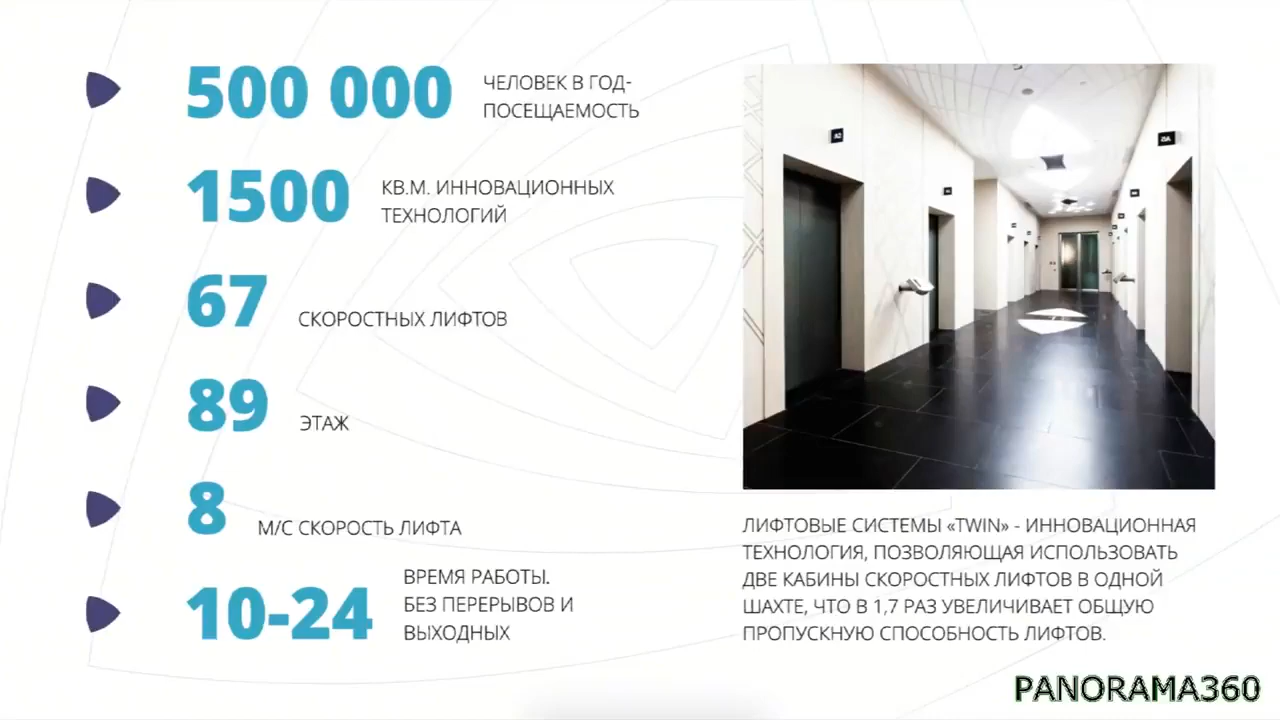 500 000
ЧЕЛОВЕК В ГОД-
ПОСЕЩАЕМОСТЬ
1500
КВ.М. ИННОВАЦИОННЫХ
ТЕХНОЛОГИЙ
67
СКОРОСТНЫХ ЛИФТОВ
89
ЭТАЖ
8
М/С СКОРОСТЬ ЛИФТА
10-24
ВРЕМЯ РАБОТЫ.
БЕЗ ПЕРЕРЫВОВ И
ВЫХОДНЫХ
ЛИФТОВЫЕ СИСТЕМЫ «TWIN» - ИННОВАЦИОННАЯ
ТЕХНОЛОГИЯ, ПОЗВОЛЯЮЩАЯ ИСПОЛЬЗОВАТЬ
ДВЕ КАБИНЫ СКОРОСТНЫХ ЛИФТОВ В ОДНОЙ
ШАХТЕ, ЧТО В 1,7 РАЗ УВЕЛИЧИВАЕТ ОБЩУЮ
ПРОПУСКНУЮ СПОСОБНОСТЬ ЛИФТОВ.
PANORAMA360